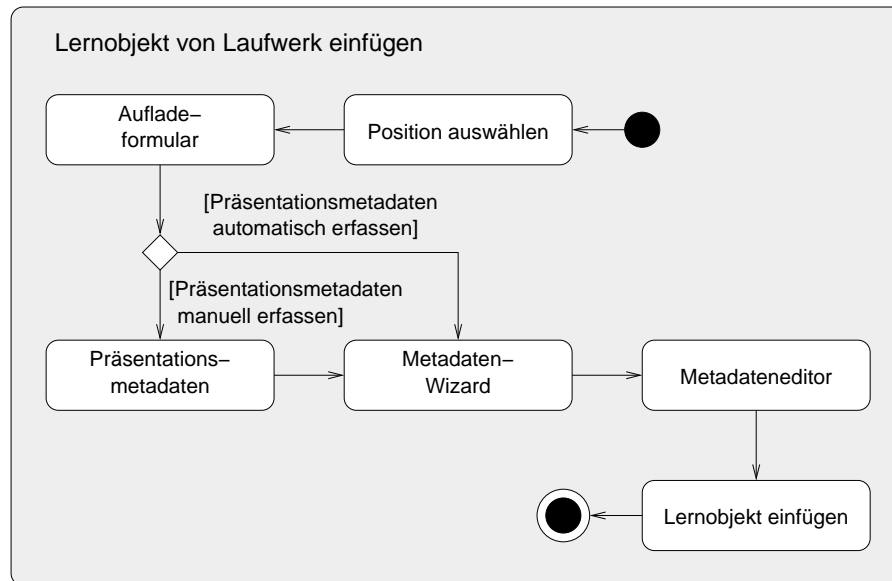 Lernobjekt von Laufwerk einfügen
Auflade–
formular
Position auswählen
[Präsentationsmetadaten
automatisch erfassen]
[Präsentationsmetadaten
manuell erfassen]
Präsentations–
metadaten
Metadaten–
Wizard
Metadateneditor
Lernobjekt einfügen